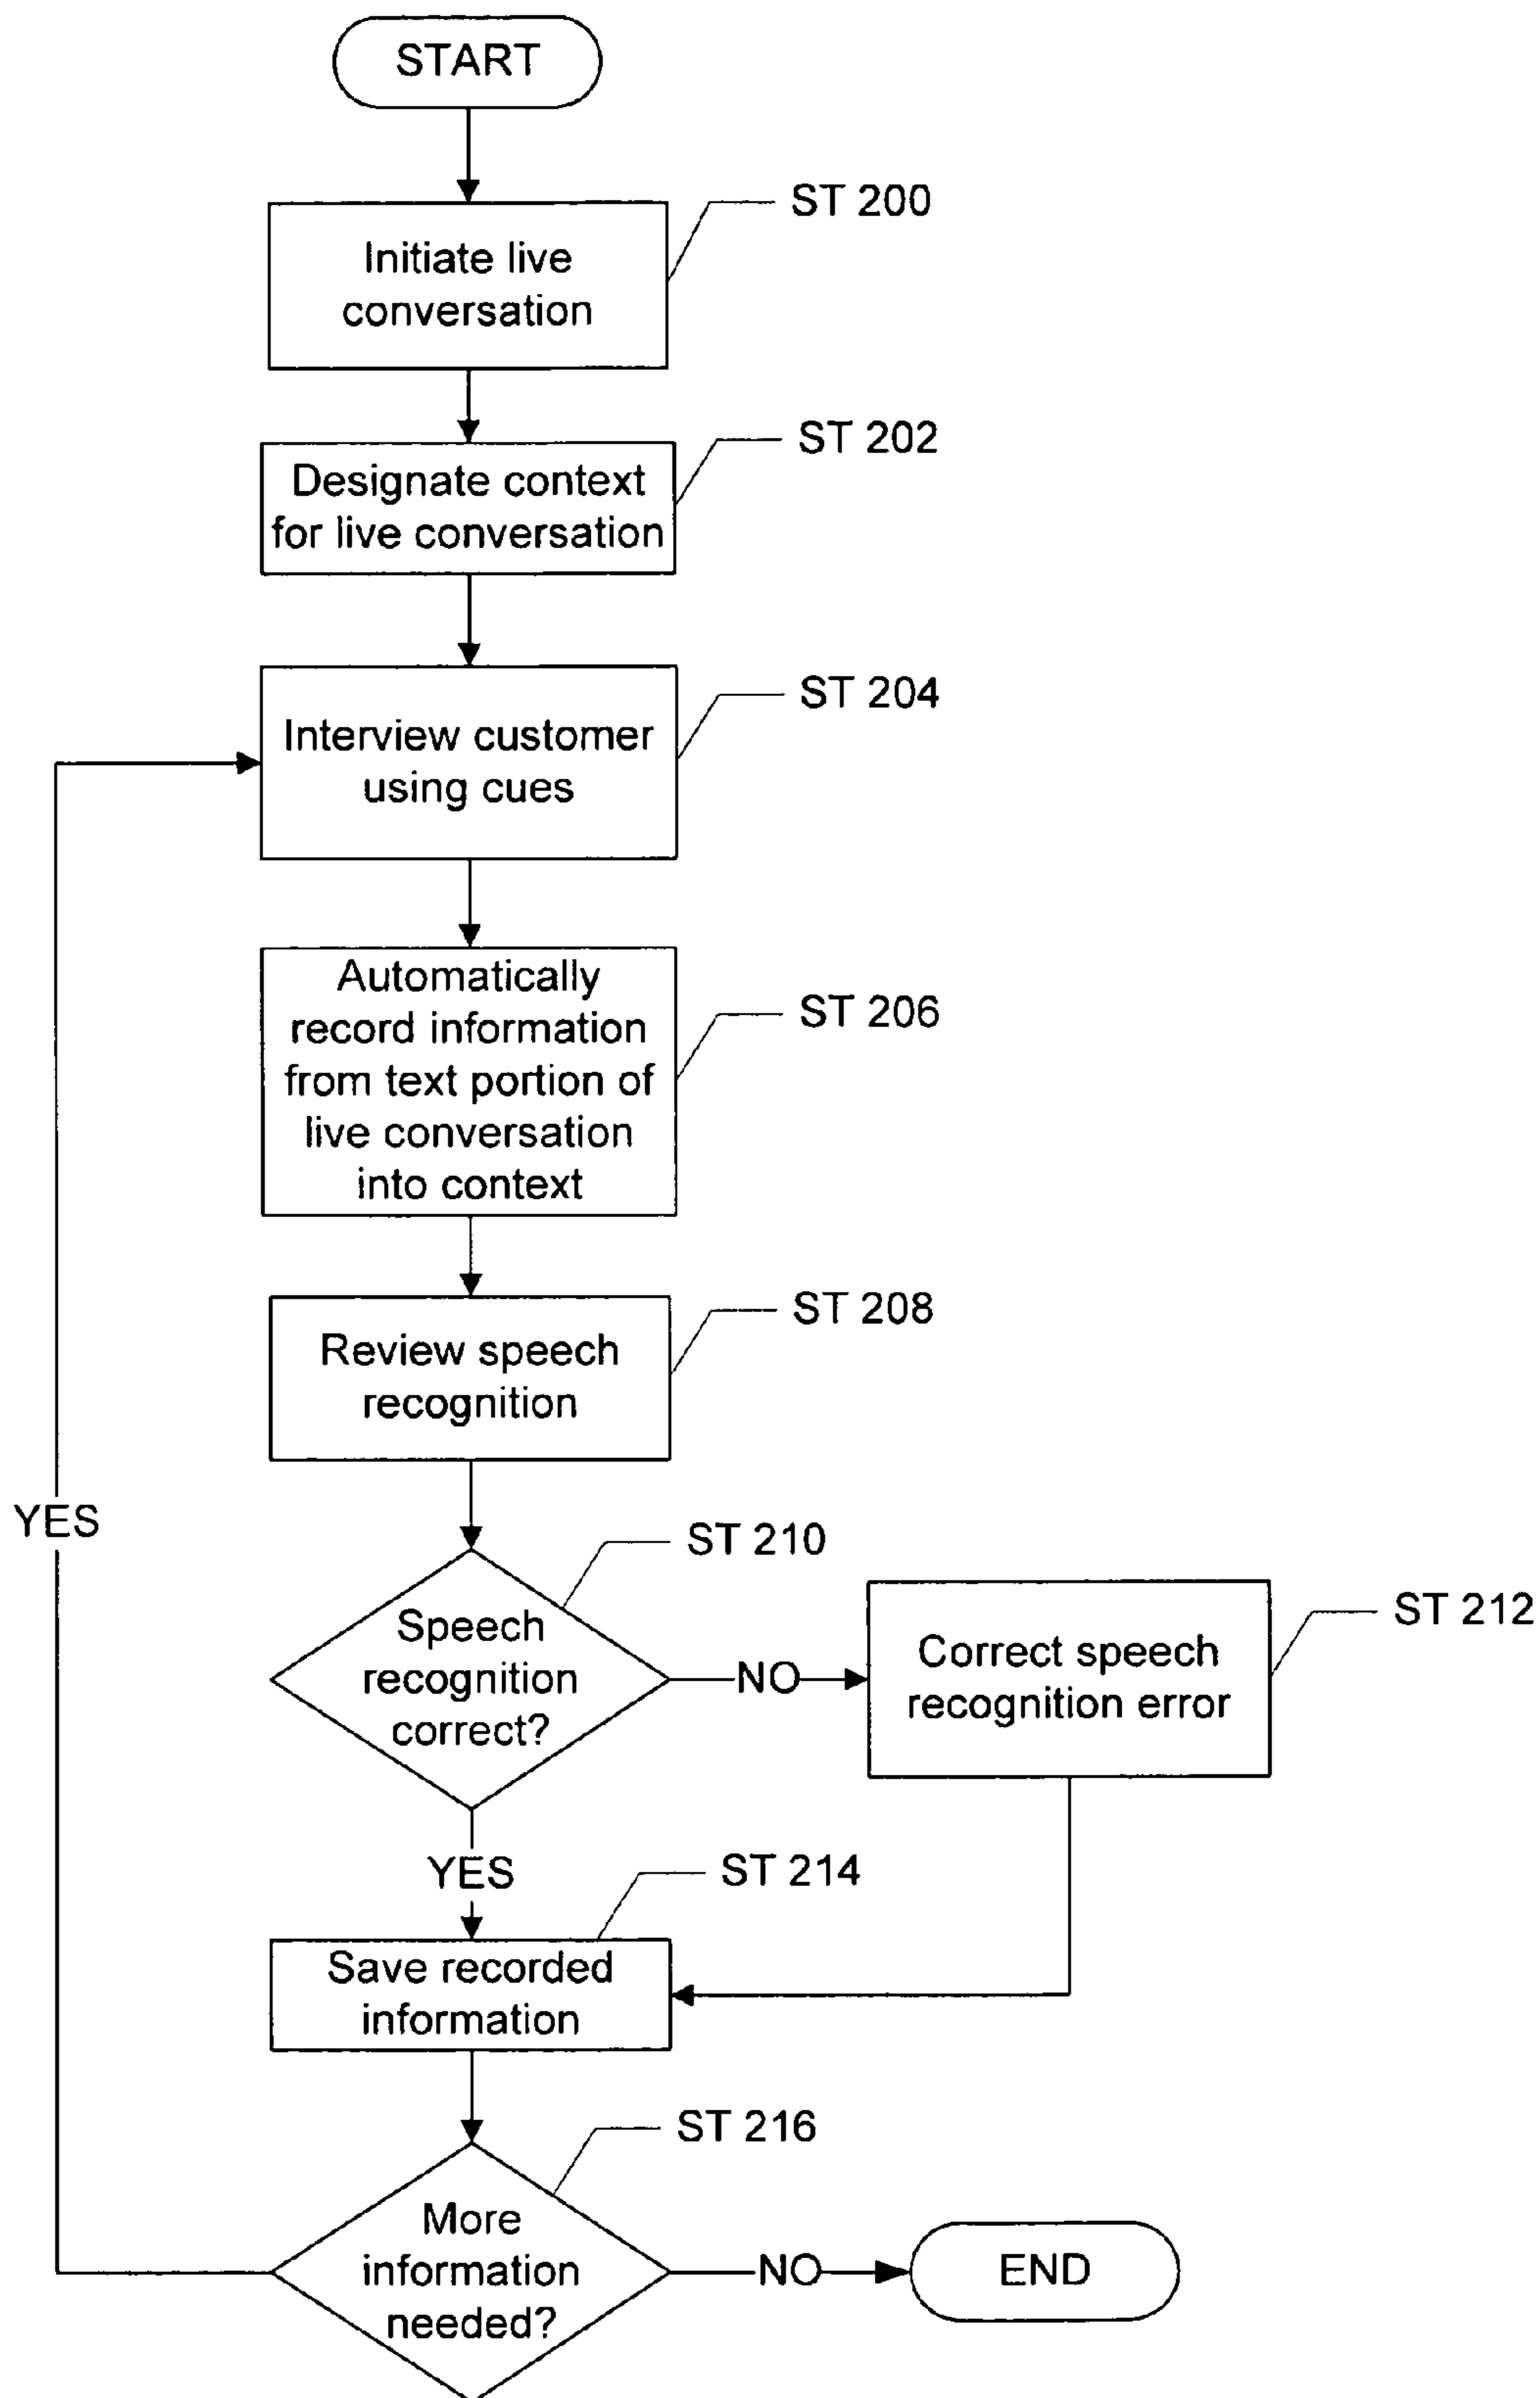 START
ST 200
Initiate live
conversation
ST 202
Designate context
for live conversation
ST 204
Interview customer
using cues
ST 206
Automatically
record information
from text portion of
live conversation
into context
ST 208
Review speech
recognition
YES
ST 210
Speech
recognition
correct?
NO
ST 212
Correct speech
recognition error
YES
ST 214
Save recorded
information
ST 216
More
information
needed?
NO
END